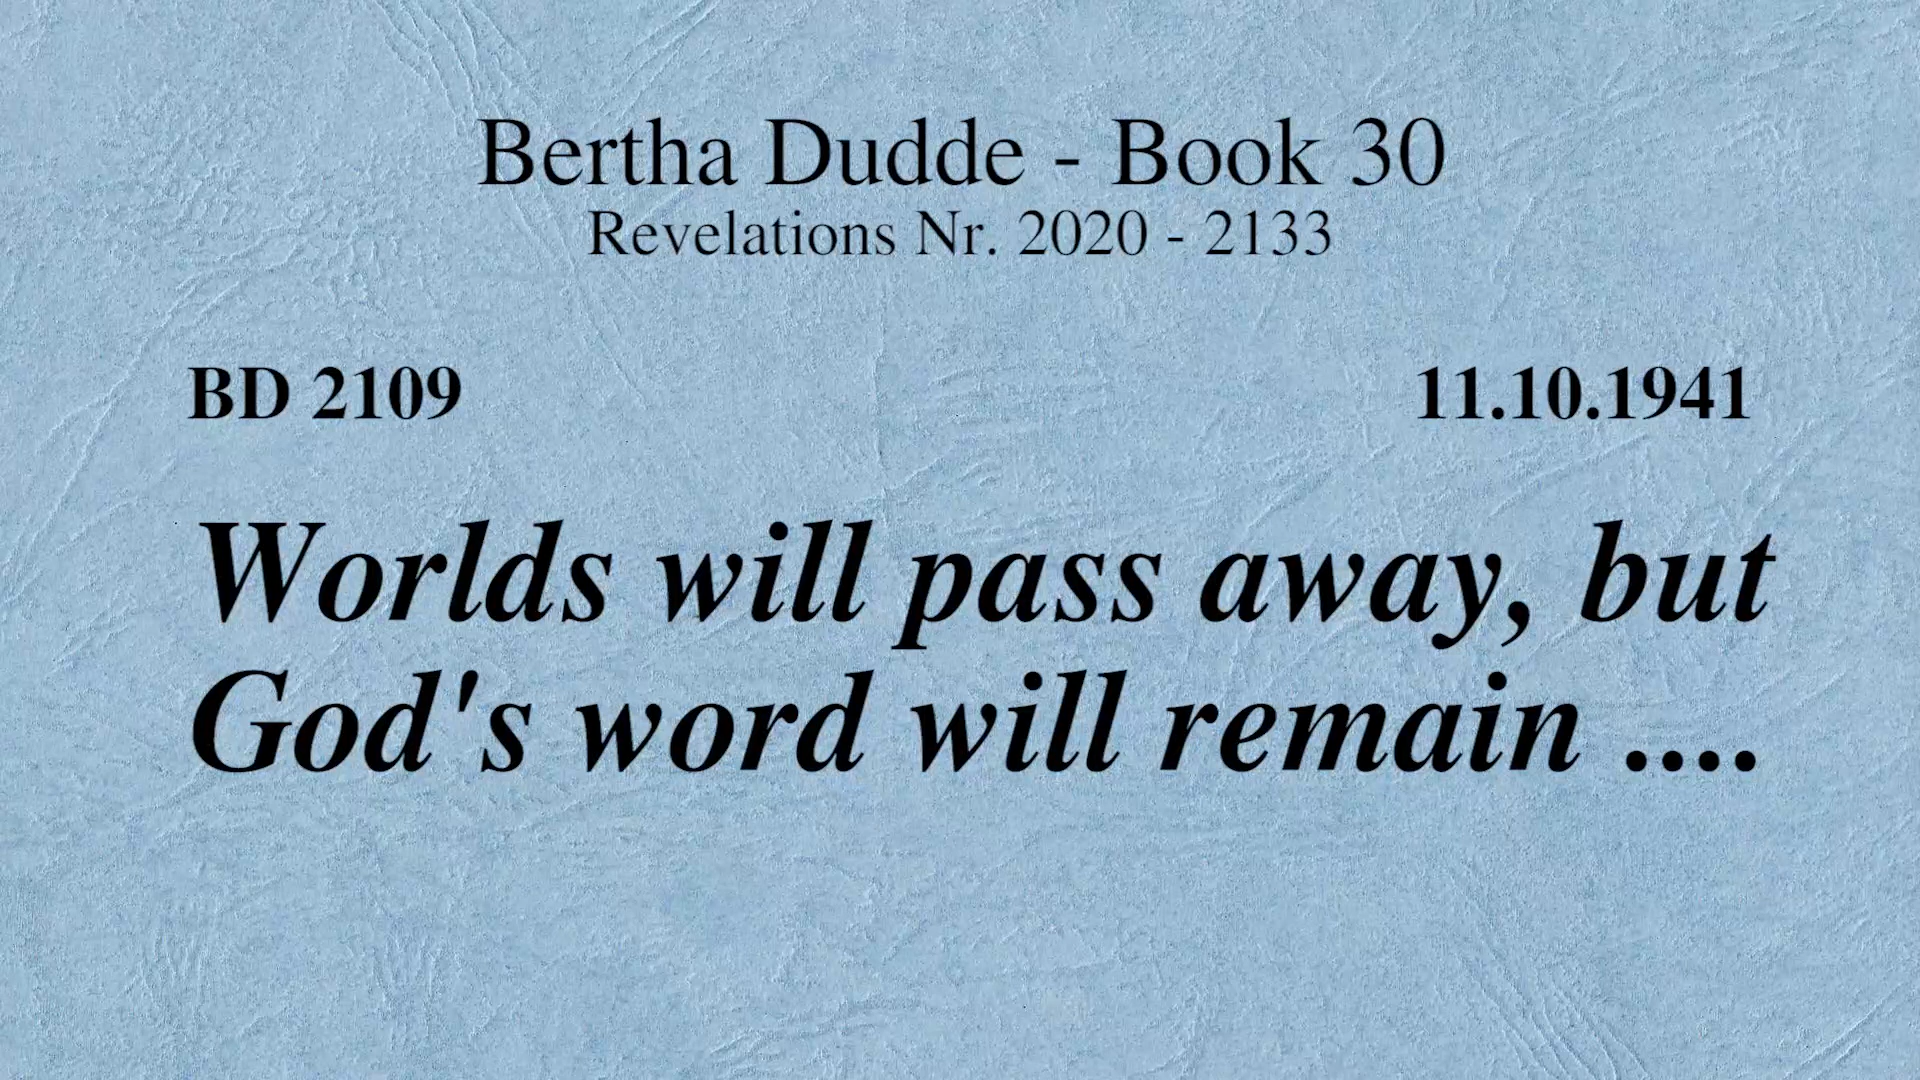 Bertha Dudde - Book 30
Revelations Nr. 2020 - 2133
BD 2109 11.10.1941
Worlds will pass away, but
God's word will remain ....